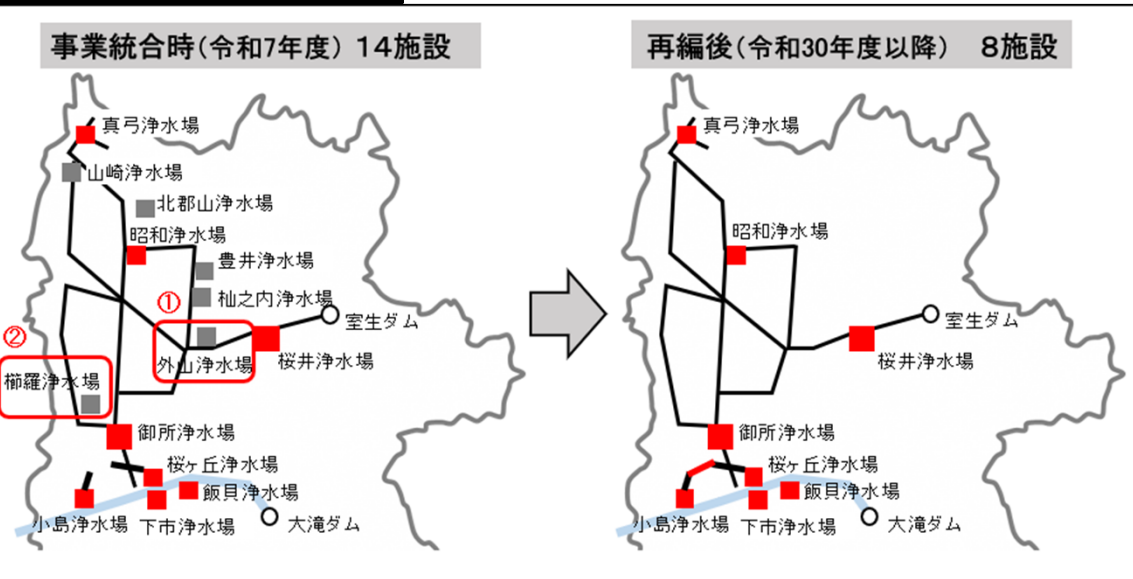 事業統合時(令和7年度) 14施設
真弓浄水場
山崎浄水場
北郡山浄水場
昭和浄水場
豊井浄水場
①
杣之内浄水場
室生ダム
②
外山浄水場
桜井浄水場
櫛羅浄水場
御所浄水場
桜ヶ丘浄水場
飯貝浄水場
小島浄水場
下市浄水場
大滝ダム
再編後(令和30年度以降) 8施設
真弓浄水場
昭和浄水場
室生ダム
桜井浄水場
御所浄水場
桜ヶ丘浄水場
飯貝浄水場
小島浄水場
下市浄水場
大滝ダム